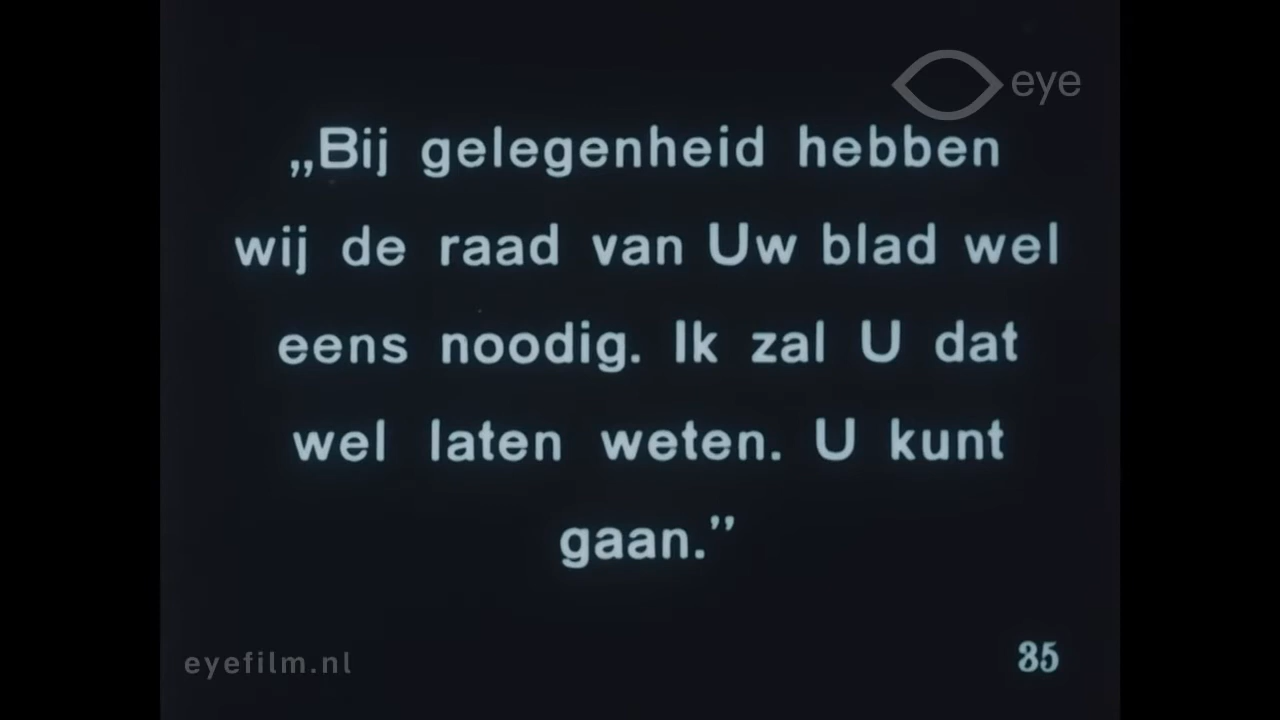 eye
„Bij gelegenheid hebben
wij de raad van Uw blad wel
eens noodig. Ik zal U dat
wel laten weten. U kunt
gaan.”
eyefilm.nl
35